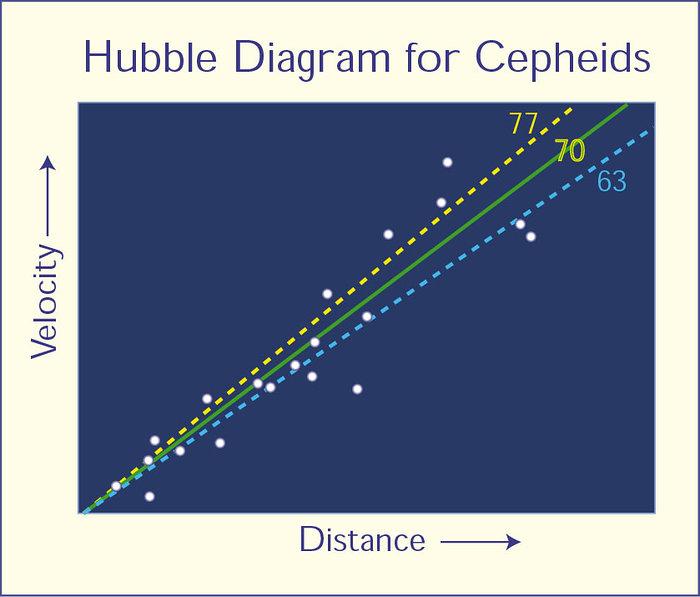 Hubble Diagram for Cepheids
77
70
63
Velocity
Distance